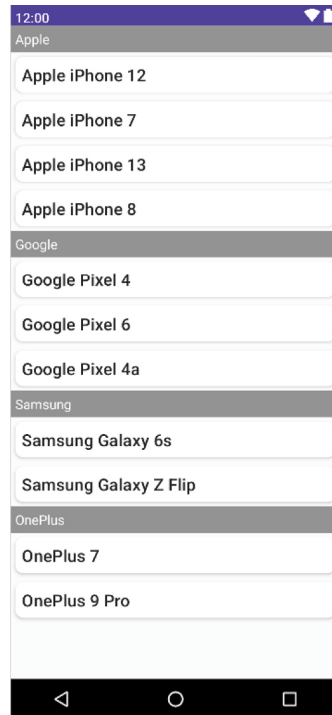 12:00
Apple
Apple iPhone 12
Apple iPhone 7
Apple iPhone 13
Apple iPhone 8
Google
Google Pixel 4
Google Pixel 6
Google Pixel 4a
Samsung
Samsung Galaxy 6s
Samsung Galaxy Z Flip
OnePlus
OnePlus 7
OnePlus 9 Pro